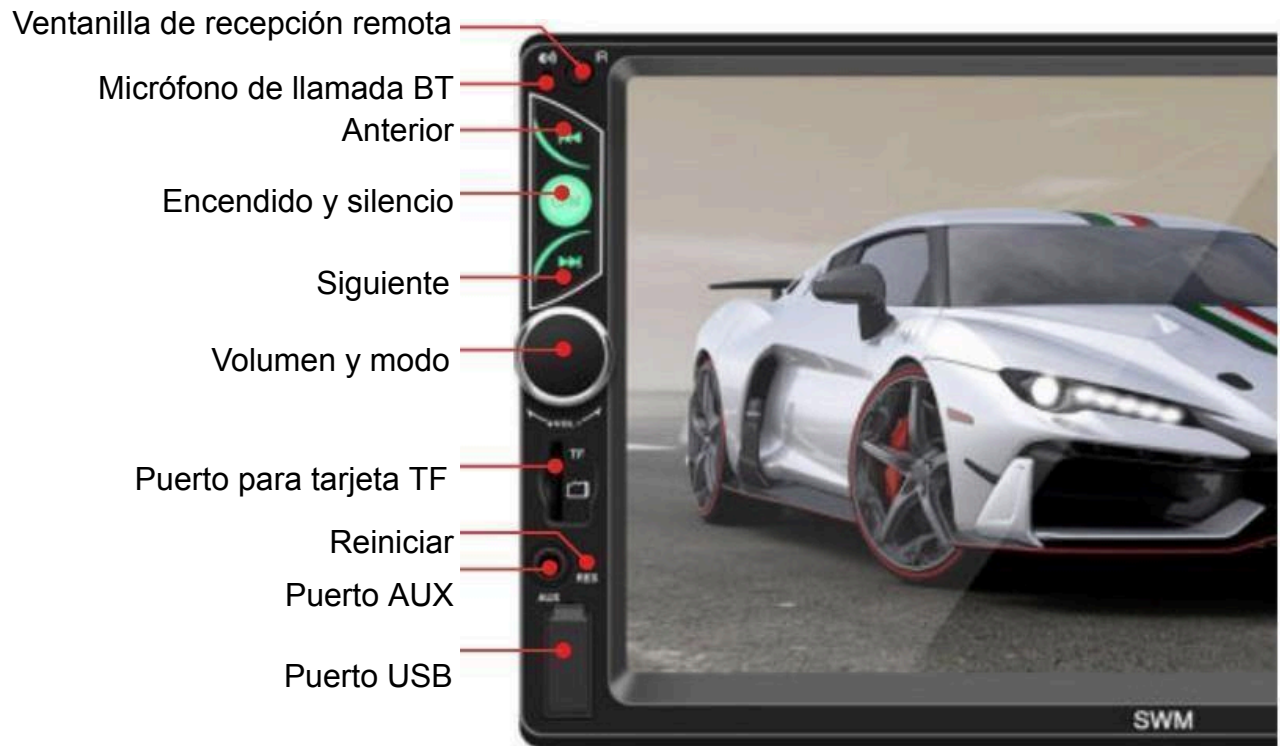 Ventanilla de recepción remota
IR
Micrófono de llamada BT
Anterior
Encendido y silencio
Siguiente
Volumen y modo
TF
Puerto para tarjeta TF
Reiniciar
RES
Puerto AUX
AUX
Puerto USB
SWM